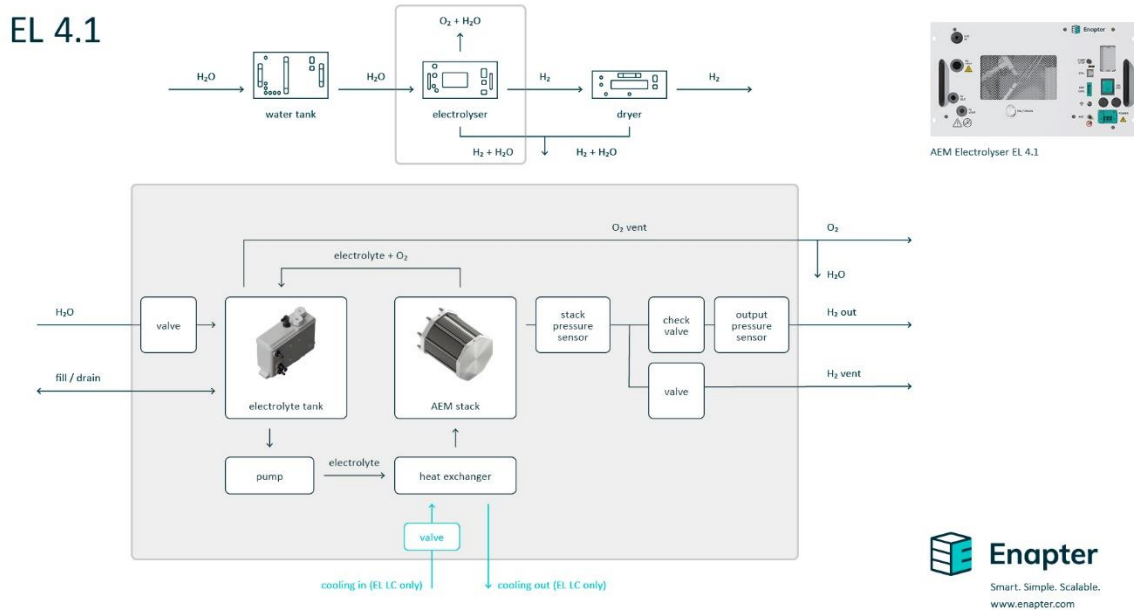 EL 4.1
O₂ + H₂O
H₂O
H₂O
H₂
H₂
water tank
electrolyser
dryer
H₂ + H₂O
H₂ + H₂O
Enapter
AEM Electrolyser EL 4.1
O₂ vent
O₂
electrolyte + O₂
H₂O
H₂O
valve
stack
pressure
sensor
check
valve
output
pressure
sensor
H₂ out
fill / drain
valve
H₂ vent
electrolyte tank
AEM stack
pump
electrolyte
heat exchanger
valve
cooling in (EL LC only)
cooling out (EL LC only)
Enapter
Smart. Simple. Scalable.
www.enapter.com